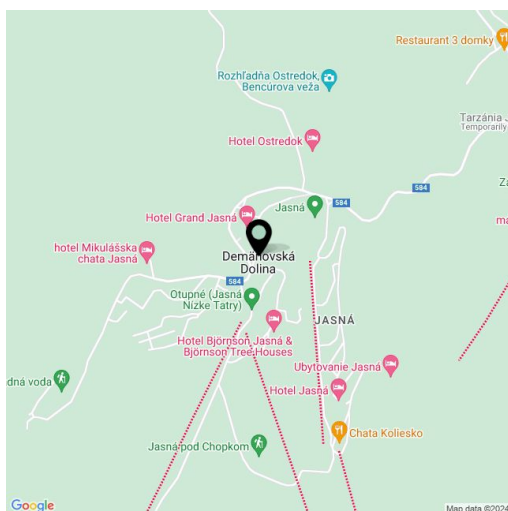 Restaurant 3 domky
Rozhľadňa Ostredok,
Bencúrova veža
Tarzánia J
Temporarily
Hotel Ostredok
Zá
584
Jasná
Hotel Grand Jasná
ma
hotel Mikulášska
chata Jasná
Demänovská
Dolina
584
Otupné (Jasná
Nízke Tatry)
JASNÁ
Hotel Björnson Jasná &
Björnson Tree Houses
Ubytovanie Jasná
dná voda
Hotel Jasná
Chata Koliesko
Jasná pod Chopkom
Google
Map data ©2024